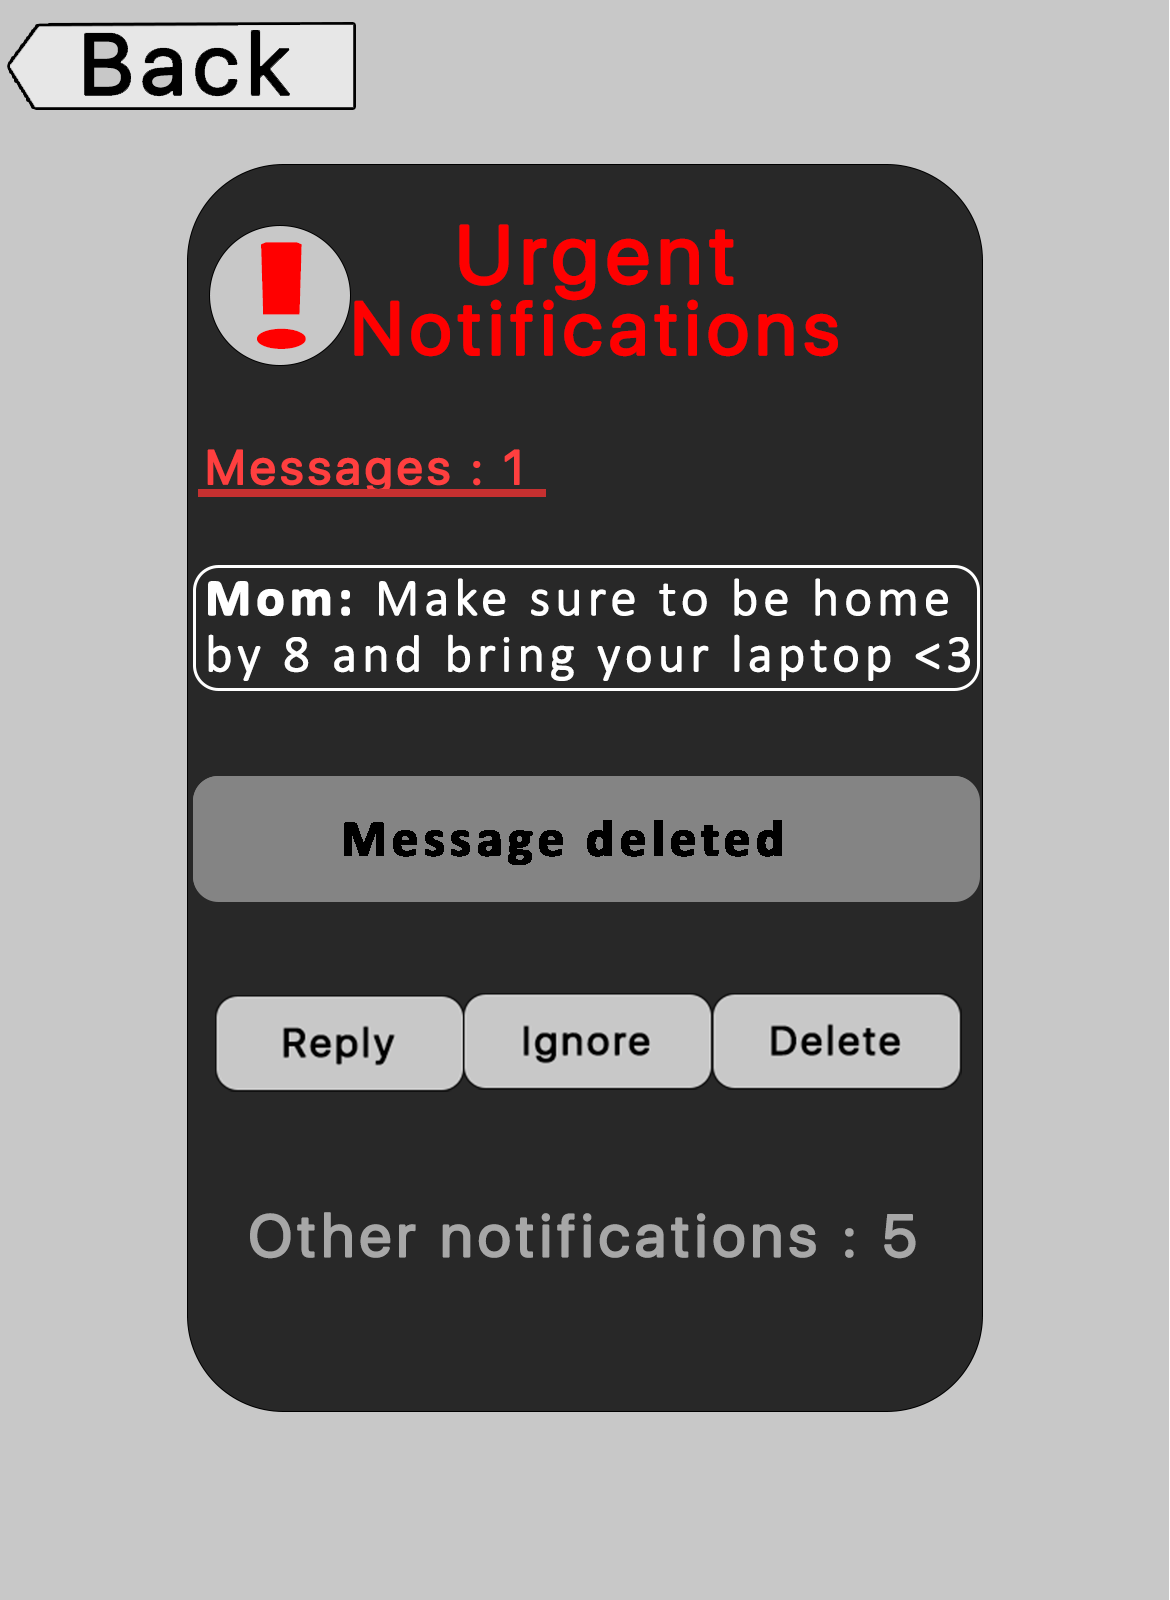 Back
Urgent
Notifications
Messages : 1
Mom: Make sure to be home
by 8 and bring your laptop <3
Message deleted
Reply Ignore Delete
Other notifications : 5